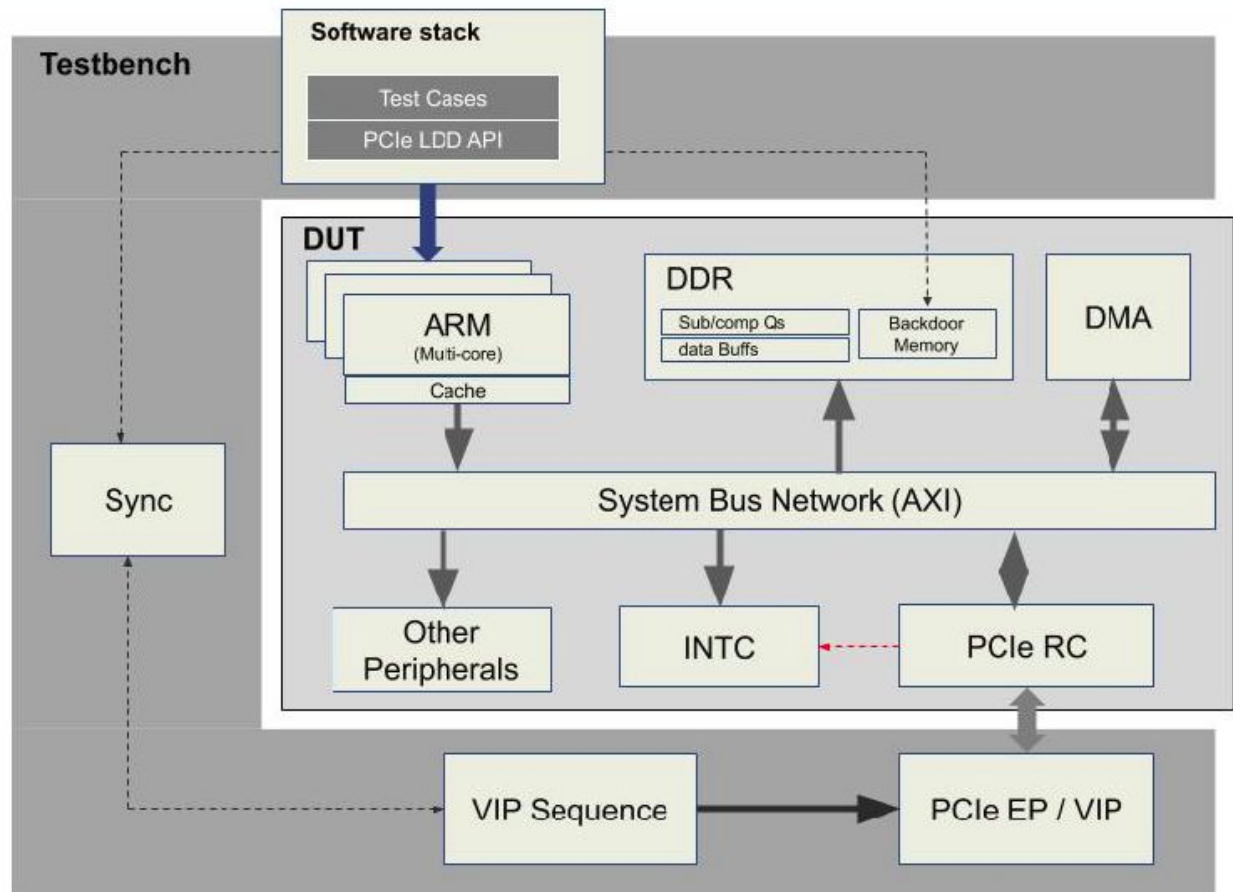 Software stack
Testbench
Test Cases
PCIe LDD API
DUT
ARM
(Multi-core)
Cache
DDR
Sub/comp Qs
data Buffs
Backdoor
Memory
DMA
Sync
System Bus Network (AXI)
Other
Peripherals
INTC
PCIe RC
VIP Sequence
PCIe EP / VIP